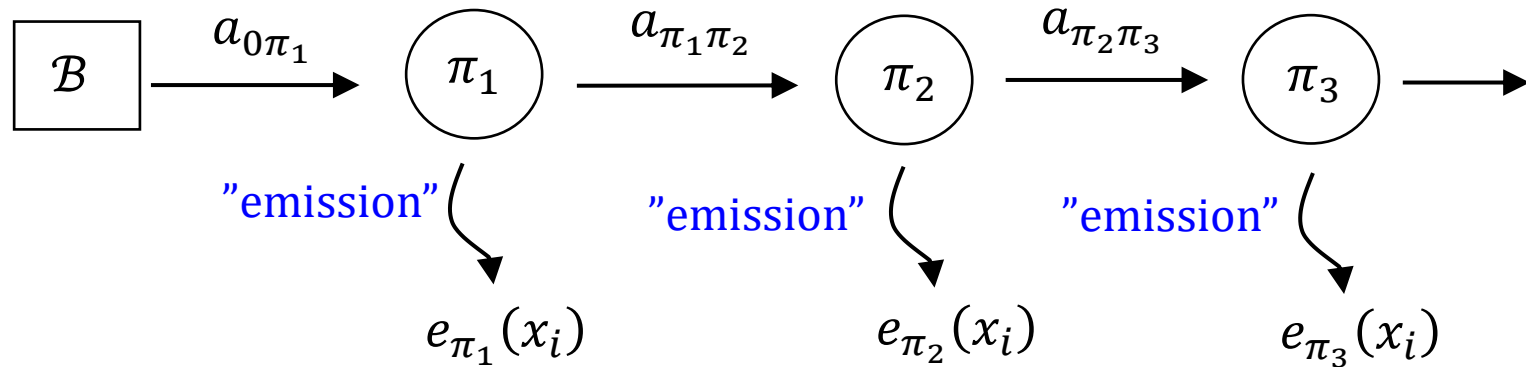 ℬ a_{0π_1} π_1 a_{π_1π_2} π_2 a_{π_2π_3} π_3
”emission” ”emission” ”emission”
e_{π_1}(x_i) e_{π_2}(x_i) e_{π_3}(x_i)